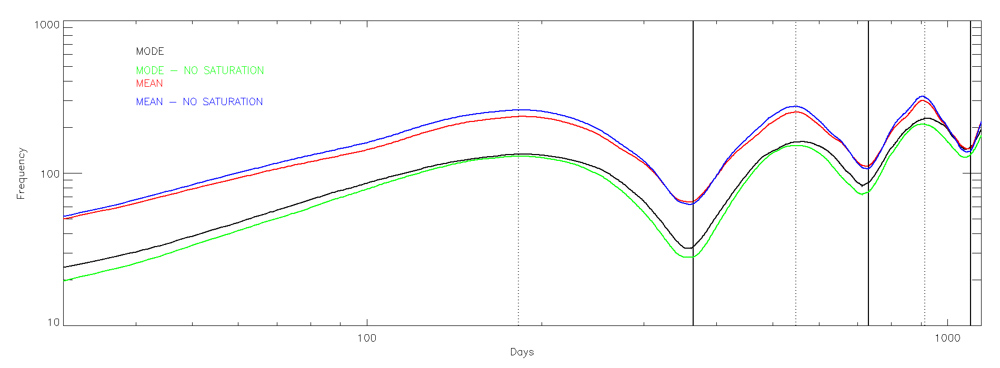 1000
MODE
MODE – NO SATURATION
MEAN
MEAN – NO SATURATION
Frequency
100
10
100
1000
Days